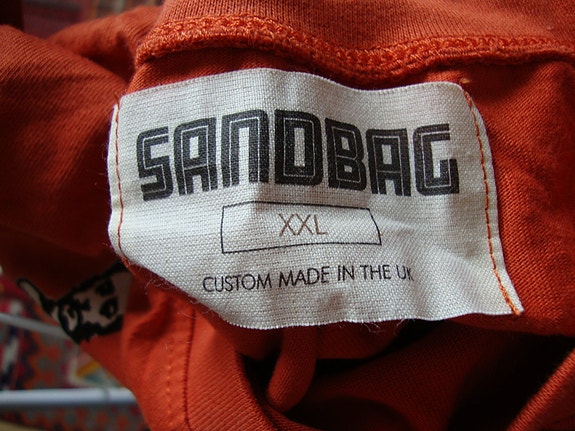 SANDBAG
XXL
CUSTOM MADE IN THE UK